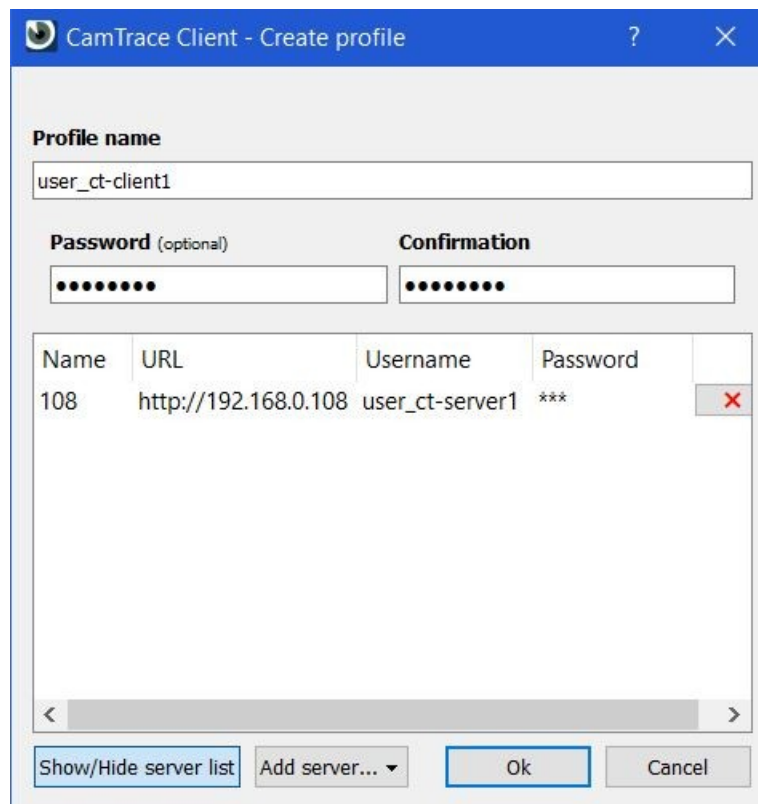 CamTrace Client - Create profile ? ×
Profile name
user_ct-client1
Password (optional) Confirmation
●●●●●●●● ●●●●●●●●
Name URL Username Password
108 http://192.168.0.108 user_ct-server1 ***
Show/Hide server list Add server... Ok Cancel